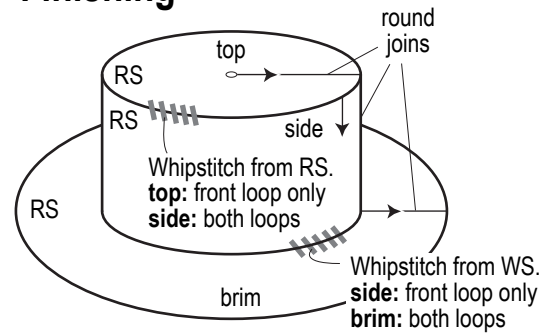 Finishing
round
joins
top
RS
RS
side
Whipstitch from RS.
top: front loop only
side: both loops
RS
Whipstitch from WS.
side: front loop only
brim: both loops
brim